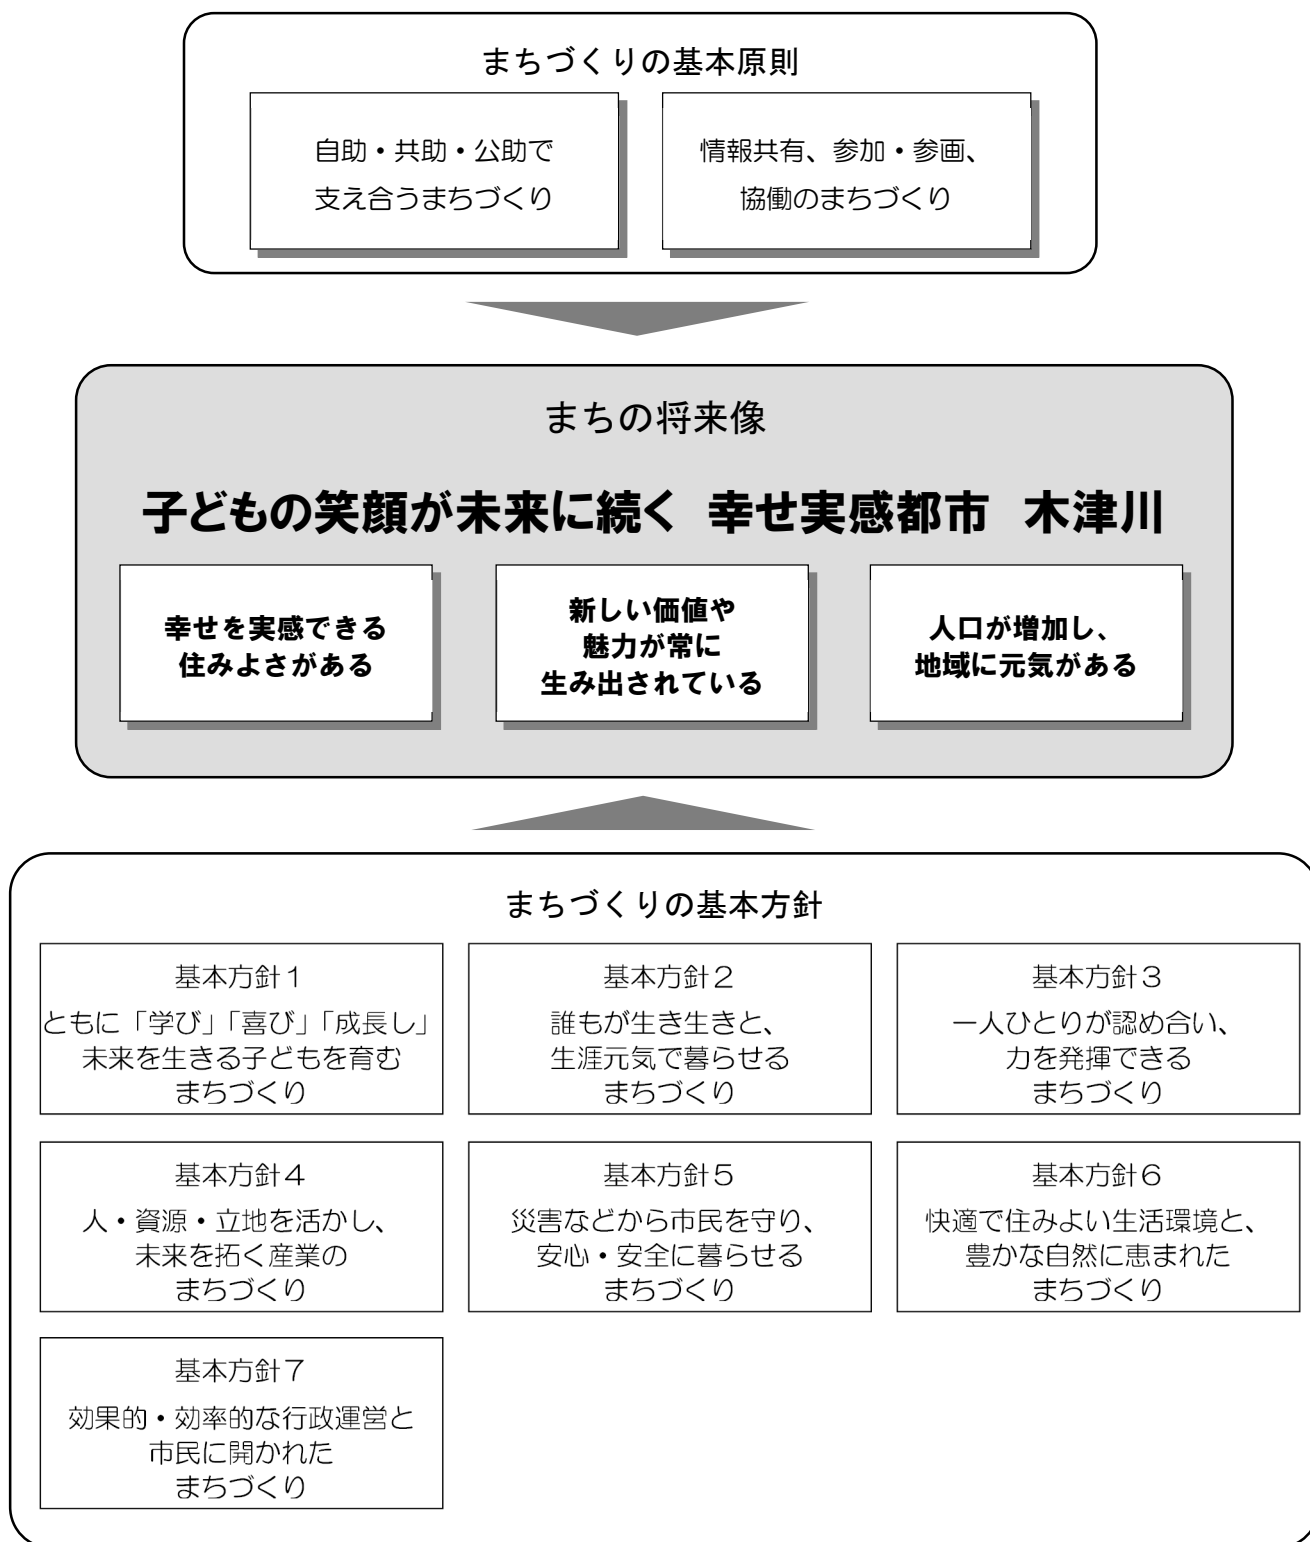 まちづくりの基本原則
自助・共助・公助で
支え合うまちづくり
情報共有、参加・参画、
協働のまちづくり
まちの将来像
子どもの笑顔が未来に続く 幸せ実感都市 木津川
幸せを実感できる
住みよさがある
新しい価値や
魅力が常に
生み出されている
人口が増加し、
地域に元気がある
まちづくりの基本方針
基本方針1
ともに「学び」「喜び」「成長し」
未来を生きる子どもを育む
まちづくり
基本方針2
誰もが生き生きと、
生涯元気で暮らせる
まちづくり
基本方針3
一人ひとりが認め合い、
力を発揮できる
まちづくり
基本方針4
人・資源・立地を活かし、
未来を拓く産業の
まちづくり
基本方針5
災害などから市民を守り、
安心・安全に暮らせる
まちづくり
基本方針6
快適で住みよい生活環境と、
豊かな自然に恵まれた
まちづくり
基本方針7
効果的・効率的な行政運営と
市民に開かれた
まちづくり